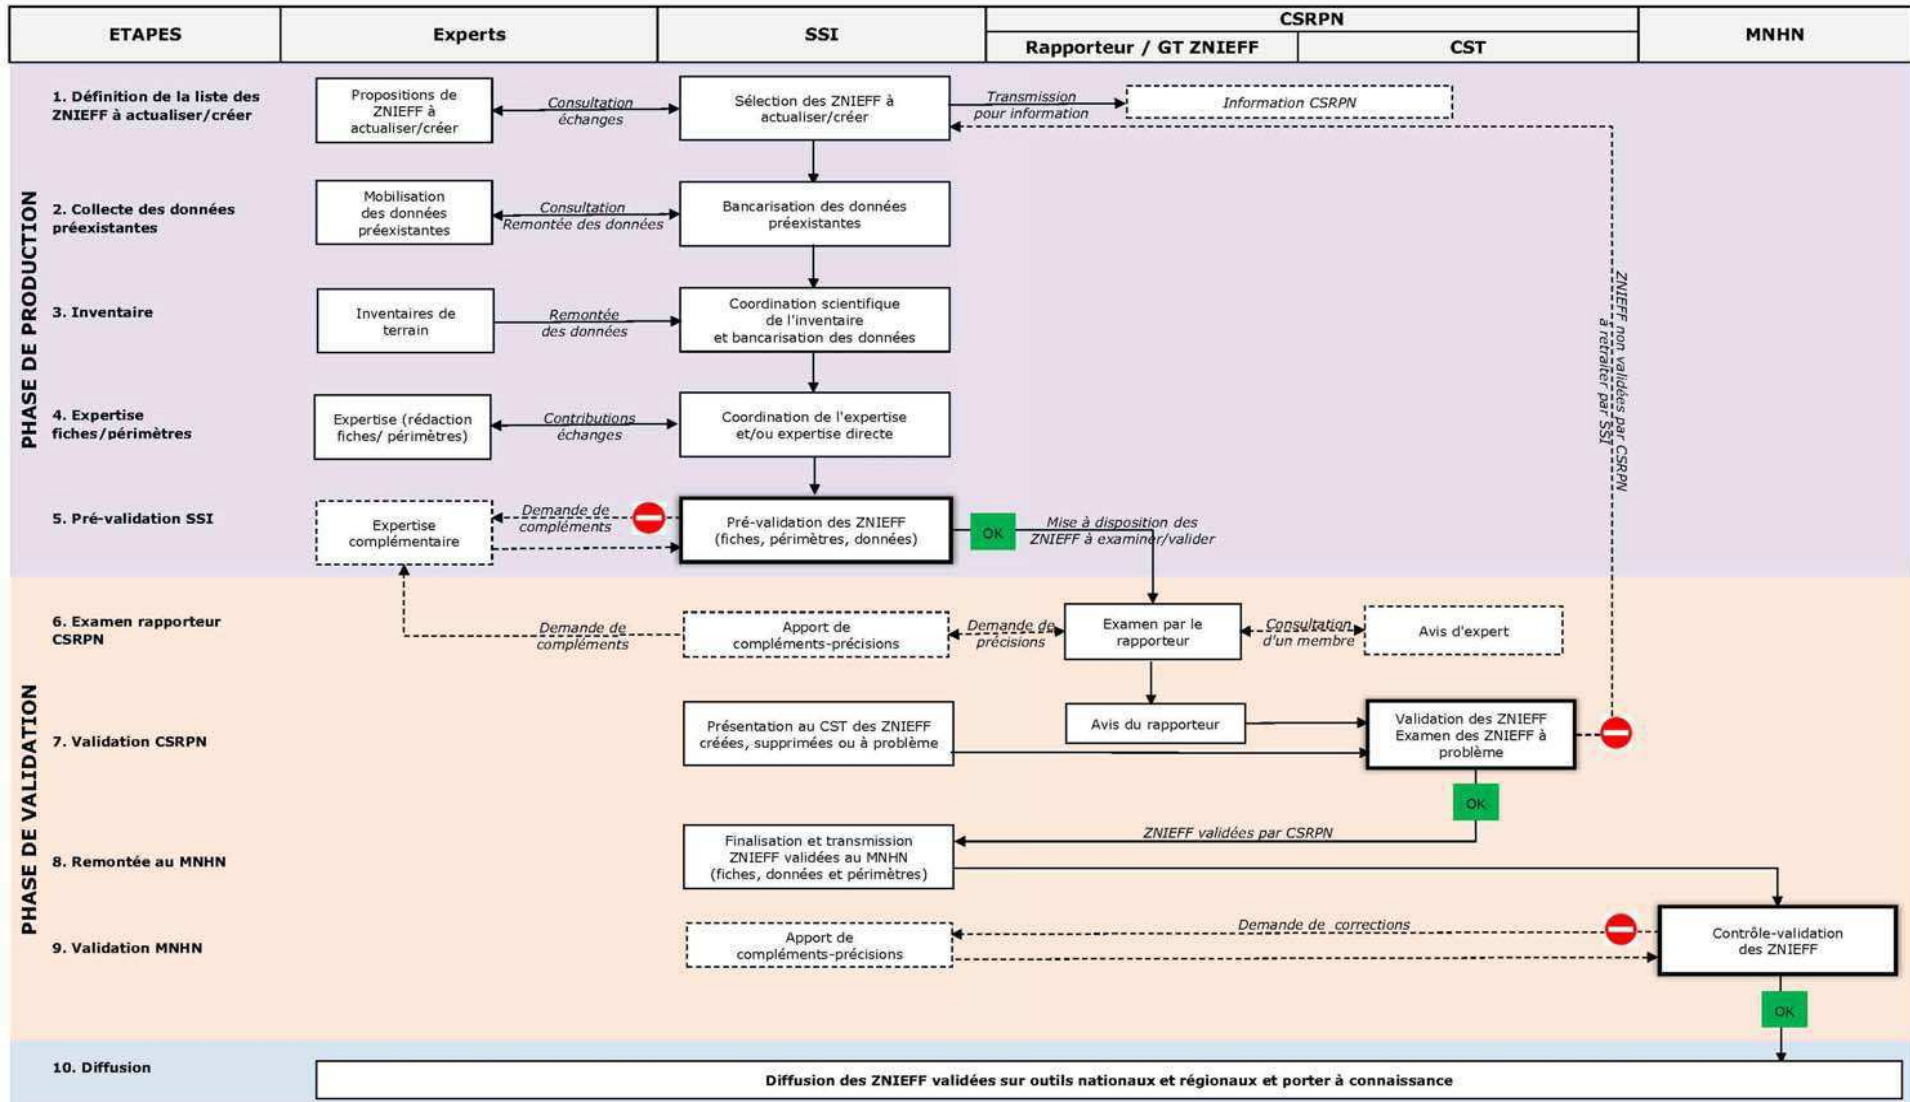 ETAPES
Experts
SSI
CSRPN
Rapporteur / GT ZNIEFF
CST
MNHN
PHASE DE PRODUCTION
1. Définition de la liste des
ZNIEFF à actualiser/créer
Propositions de
ZNIEFF à
actualiser/créer
Consultation
échanges
Sélection des ZNIEFF à
actualiser/créer
Transmission
pour information
Information CSRPN
2. Collecte des données
préexistantes
Mobilisation
des données
préexistantes
Consultation
Remontée des données
Bancarisation des données
préexistantes
3. Inventaire
Inventaires de
terrain
Remontée
des données
Coordination scientifique
de l'inventaire
et bancarisation des données
ZNIEFF non validées par CSRPN
a retraiter par SSI
4. Expertise
fiches/périmètres
Expertise (rédaction
fiches/ périmètres)
Contributions
échanges
Coordination de l'expertise
et/ou expertise directe
5. Pré-validation SSI
Expertise
complémentaire
Demande de
compléments
Pré-validation des ZNIEFF
(fiches, périmètres, données)
OK
Mise à disposition des
ZNIEFF à examiner/valider
PHASE DE VALIDATION
6. Examen rapporteur
CSRPN
Demande de
compléments
Apport de
compléments-précisions
Demande de
précisions
Examen par le
rapporteur
Consultation
d'un membre
Avis d'expert
7. Validation CSRPN
Présentation au CST des ZNIEFF
créées, supprimées ou à problème
Avis du rapporteur
Validation des ZNIEFF
Examen des ZNIEFF à
problème
OK
8. Remontée au MNHN
Finalisation et transmission
ZNIEFF validées au MNHN
(fiches, données et périmètres)
ZNIEFF validées par CSRPN
9. Validation MNHN
Apport de
compléments-précisions
Demande de corrections
Contrôle-validation
des ZNIEFF
OK
10. Diffusion
Diffusion des ZNIEFF validées sur outils nationaux et régionaux et porter à connaissance